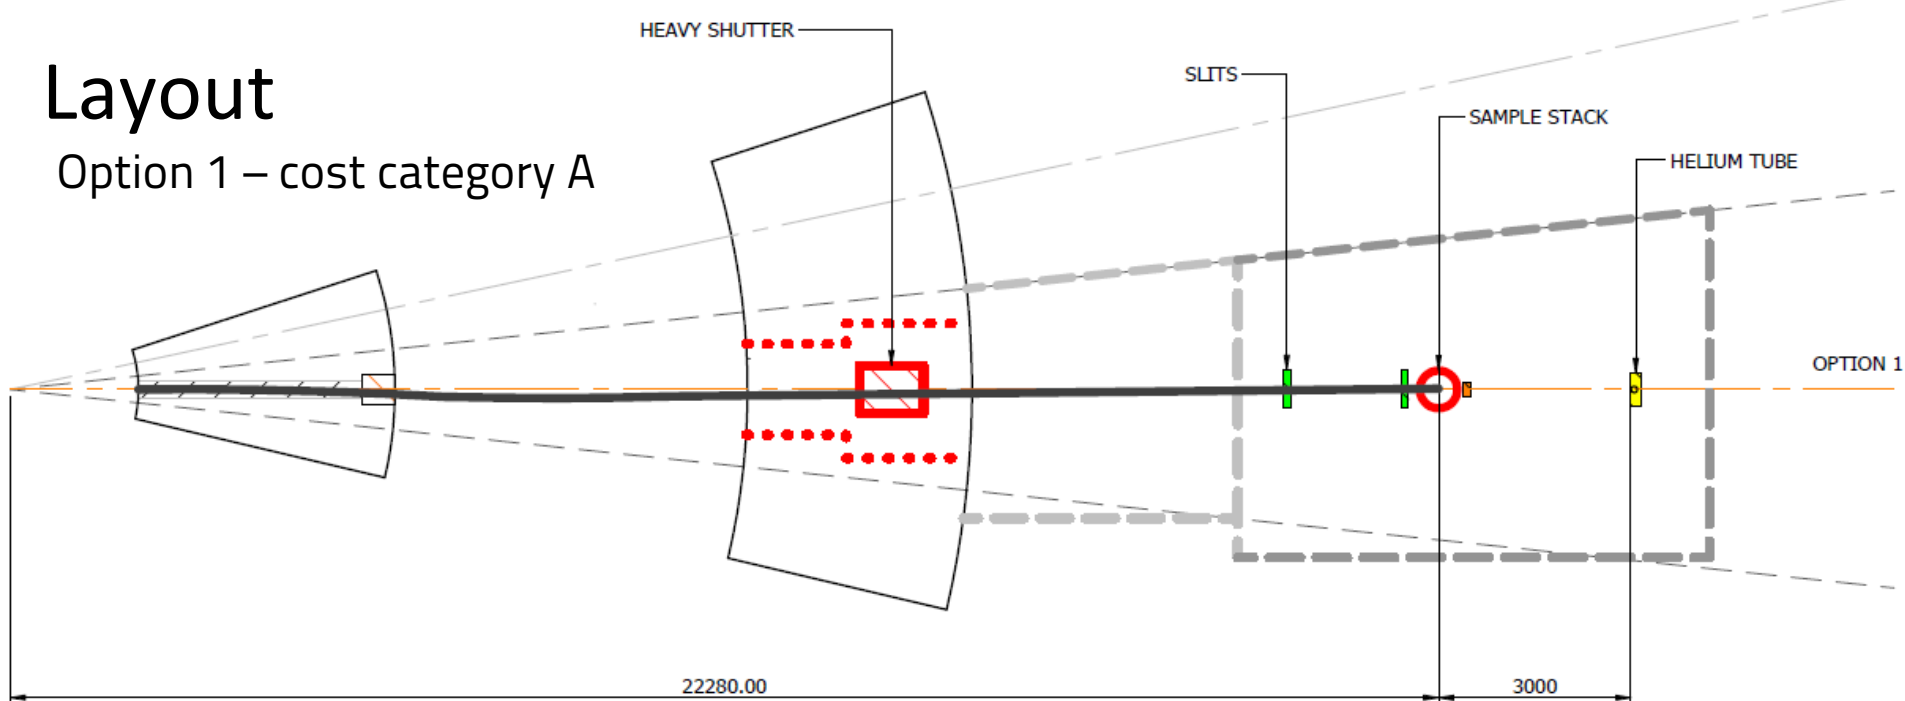 Layout
Option 1 – cost category A
HEAVY SHUTTER
SLITS
SAMPLE STACK
HELIUM TUBE
OPTION 1
22280.00
3000